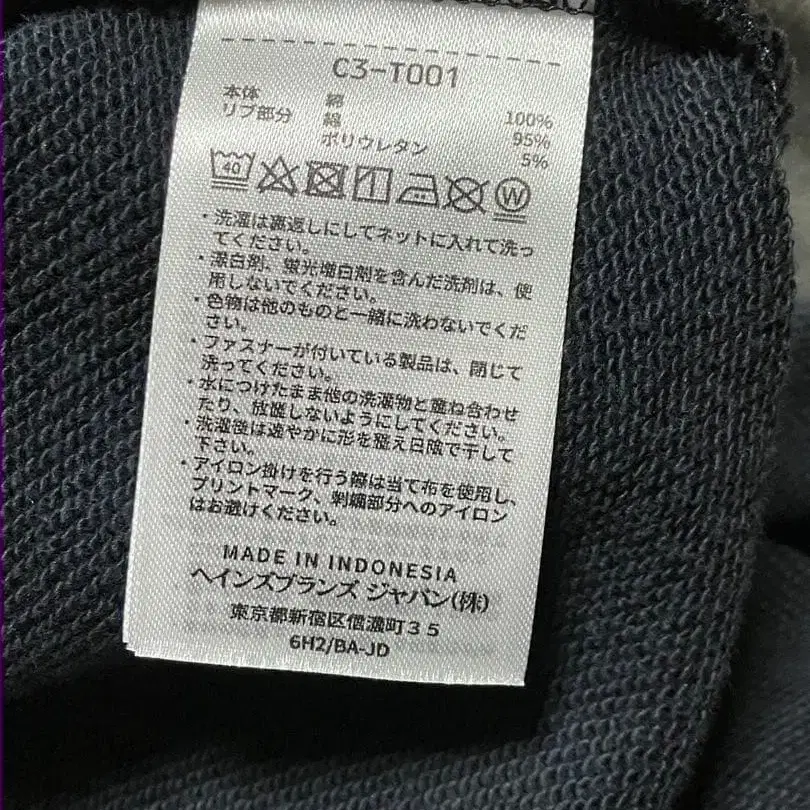 C3-T001
本体 綿 100%
リブ部分 綿 95%
ポリウレタン 5%
40
W
・洗濯は裏返しにしてネットに入れて洗っ
てください。
・漂白剤、蛍光増白剤を含んだ洗剤は、使
用しないでください。
・色物は他のものと一緒に洗わないでくだ
さい。
・ファスナーが付いている製品は、閉じて
洗ってください。
・水につけたまま他の洗濯物と重ね合わせ
たり、放置しないようにしてください。
・洗濯後は速やかに形を整え日陰で干して
下さい。
・アイロン掛けを行う際は当て布を使用し、
プリントマーク、刺繍部分へのアイロン
はお避けください。
MADE IN INDONESIA
ヘインズブランズ ジャパン(株)
東京都新宿区信濃町35
6H2/BA-JD